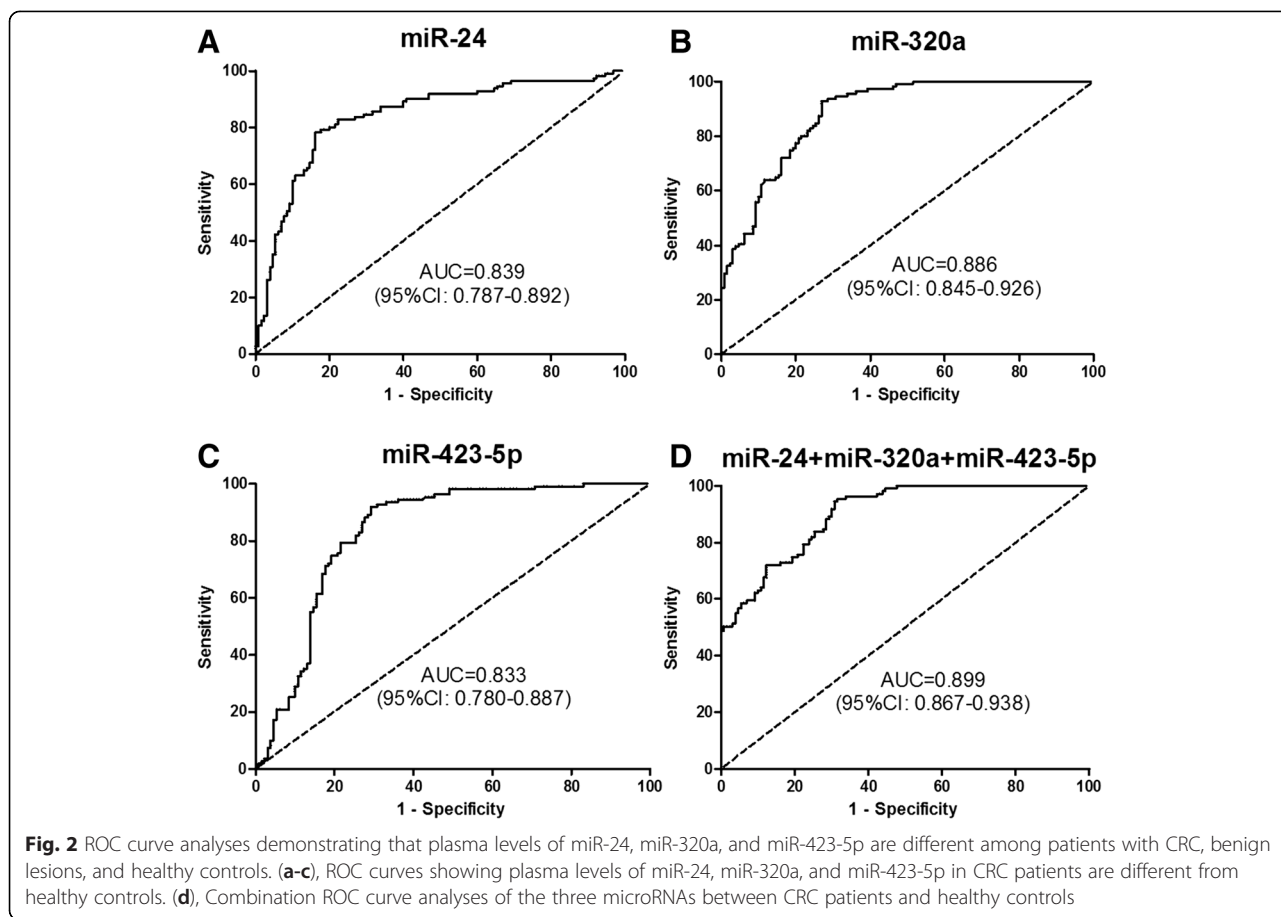 A
miR-24
100
80
60
40
20
0
Sensitivity
0 20 40 60 80 100
1 - Specificity
AUC=0.839
(95%CI: 0.787-0.892)
B
miR-320a
100
80
60
40
20
0
Sensitivity
0 20 40 60 80 100
1 - Specificity
AUC=0.886
(95%CI: 0.845-0.926)
C
miR-423-5p
100
80
60
40
20
0
Sensitivity
0 20 40 60 80 100
1 - Specificity
AUC=0.833
(95%CI: 0.780-0.887)
D
miR-24+miR-320a+miR-423-5p
100
80
60
40
20
0
Sensitivity
0 20 40 60 80 100
1 - Specificity
AUC=0.899
(95%CI: 0.867-0.938)
Fig. 2 ROC curve analyses demonstrating that plasma levels of miR-24, miR-320a, and miR-423-5p are different among patients with CRC, benign
lesions, and healthy controls. (a-c), ROC curves showing plasma levels of miR-24, miR-320a, and miR-423-5p in CRC patients are different from
healthy controls. (d), Combination ROC curve analyses of the three microRNAs between CRC patients and healthy controls